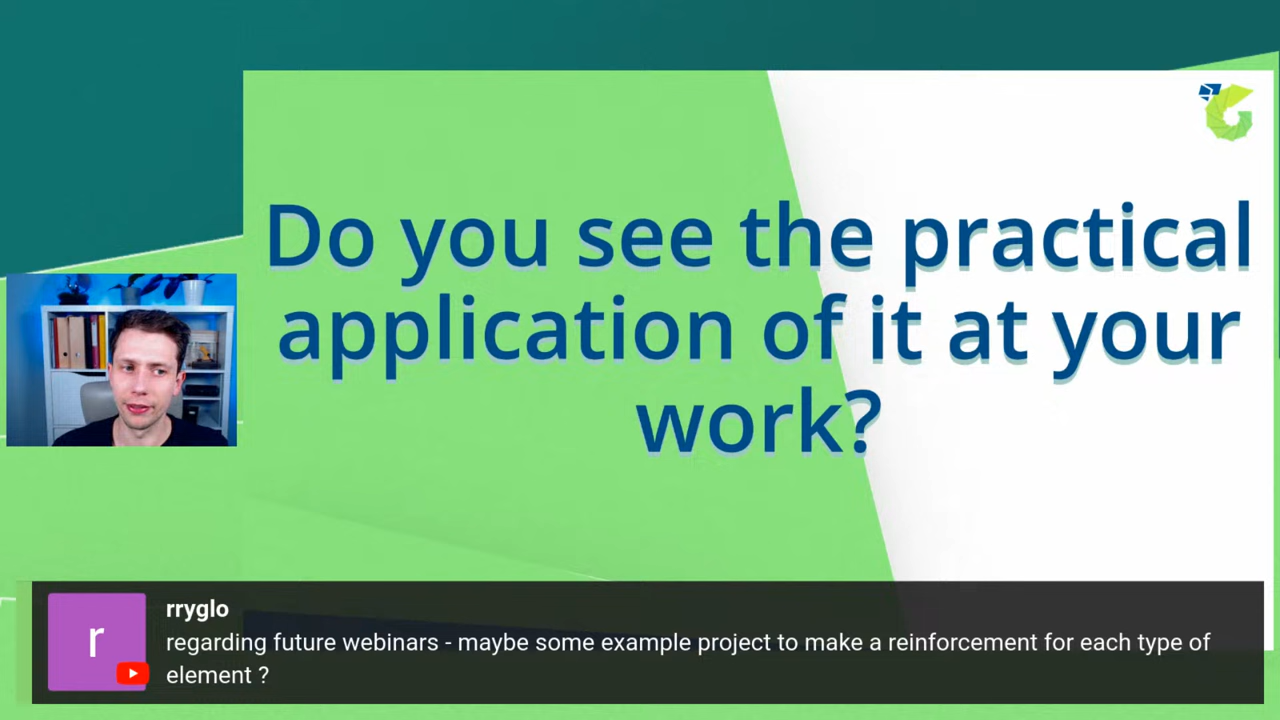 Do you see the practical
application of it at your
work?
r
rryglo
regarding future webinars - maybe some example project to make a reinforcement for each type of
element ?